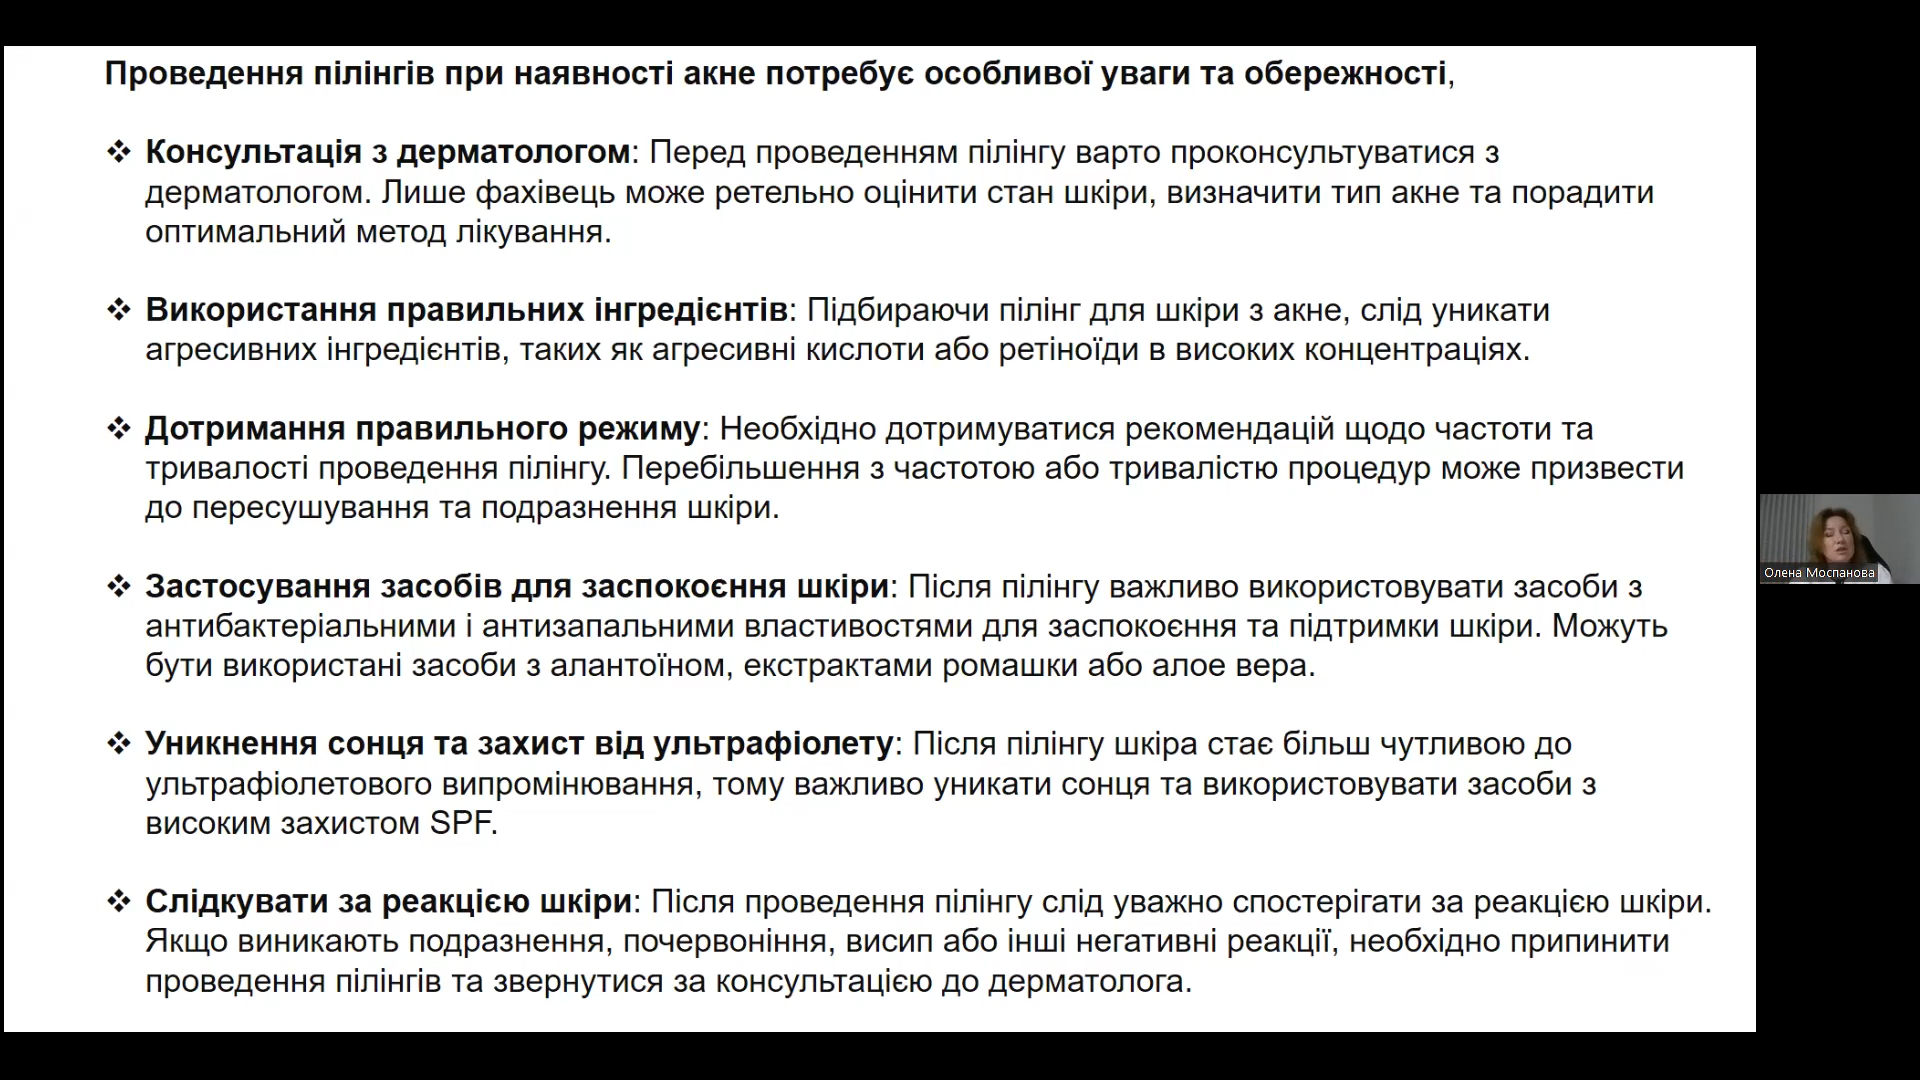 Проведення пілінгів при наявності акне потребує особливої уваги та обережності,
❖ Консультація з дерматологом: Перед проведенням пілінгу варто проконсультуватися з
дерматологом. Лише фахівець може ретельно оцінити стан шкіри, визначити тип акне та порадити
оптимальний метод лікування.
❖ Використання правильних інгредієнтів: Підбираючи пілінг для шкіри з акне, слід уникати
агресивних інгредієнтів, таких як агресивні кислоти або ретіноїди в високих концентраціях.
❖ Дотримання правильного режиму: Необхідно дотримуватися рекомендацій щодо частоти та
тривалості проведення пілінгу. Перебільшення з частотою або тривалістю процедур може призвести
до пересушування та подразнення шкіри.
❖ Застосування засобів для заспокоєння шкіри: Після пілінгу важливо використовувати засоби з
антибактеріальними і антизапальними властивостями для заспокоєння та підтримки шкіри. Можуть
бути використані засоби з алантоїном, екстрактами ромашки або алое вера.
❖ Уникнення сонця та захист від ультрафіолету: Після пілінгу шкіра стає більш чутливою до
ультрафіолетового випромінювання, тому важливо уникати сонця та використовувати засоби з
високим захистом SPF.
❖ Слідкувати за реакцією шкіри: Після проведення пілінгу слід уважно спостерігати за реакцією шкіри.
Якщо виникають подразнення, почервоніння, висип або інші негативні реакції, необхідно припинити
проведення пілінгів та звернутися за консультацією до дерматолога.
Олена Моспанова